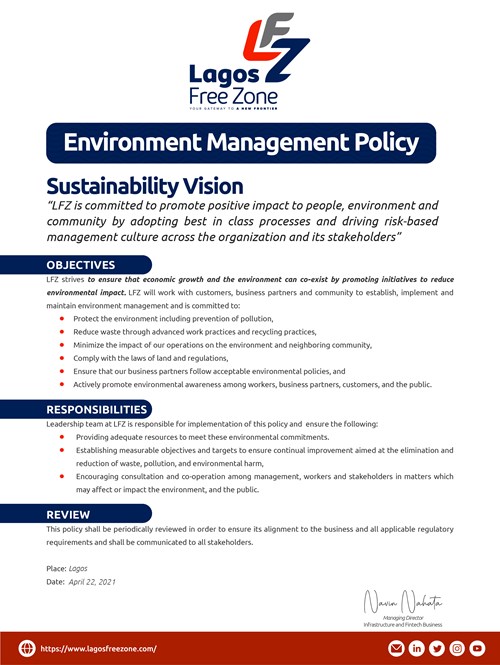 LFZ
Lagos
Free Zone
YOUR GATEWAY TO A NEW FRONTIER
Environment Management Policy
Sustainability Vision
“LFZ is committed to promote positive impact to people, environment and
community by adopting best in class processes and driving risk-based
management culture across the organization and its stakeholders”
OBJECTIVES
LFZ strives to ensure that economic growth and the environment can co-exist by promoting initiatives to reduce
environmental impact. LFZ will work with customers, business partners and community to establish, implement and
maintain environment management and is committed to:
• Protect the environment including prevention of pollution,
• Reduce waste through advanced work practices and recycling practices,
• Minimize the impact of our operations on the environment and neighboring community,
• Comply with the laws of land and regulations,
• Ensure that our business partners follow acceptable environmental policies, and
• Actively promote environmental awareness among workers, business partners, customers, and the public.
RESPONSIBILITIES
Leadership team at LFZ is responsible for implementation of this policy and ensure the following:
• Providing adequate resources to meet these environmental commitments.
• Establishing measurable objectives and targets to ensure continual improvement aimed at the elimination and
reduction of waste, pollution, and environmental harm,
• Encouraging consultation and co-operation among management, workers and stakeholders in matters which
may affect or impact the environment, and the public.
REVIEW
This policy shall be periodically reviewed in order to ensure its alignment to the business and all applicable regulatory
requirements and shall be communicated to all stakeholders.
Place: Lagos
Date: April 22, 2021
Navin Nahata
Managing Director
Infrastructure and Fintech Business
https://www.lagosfreezone.com/